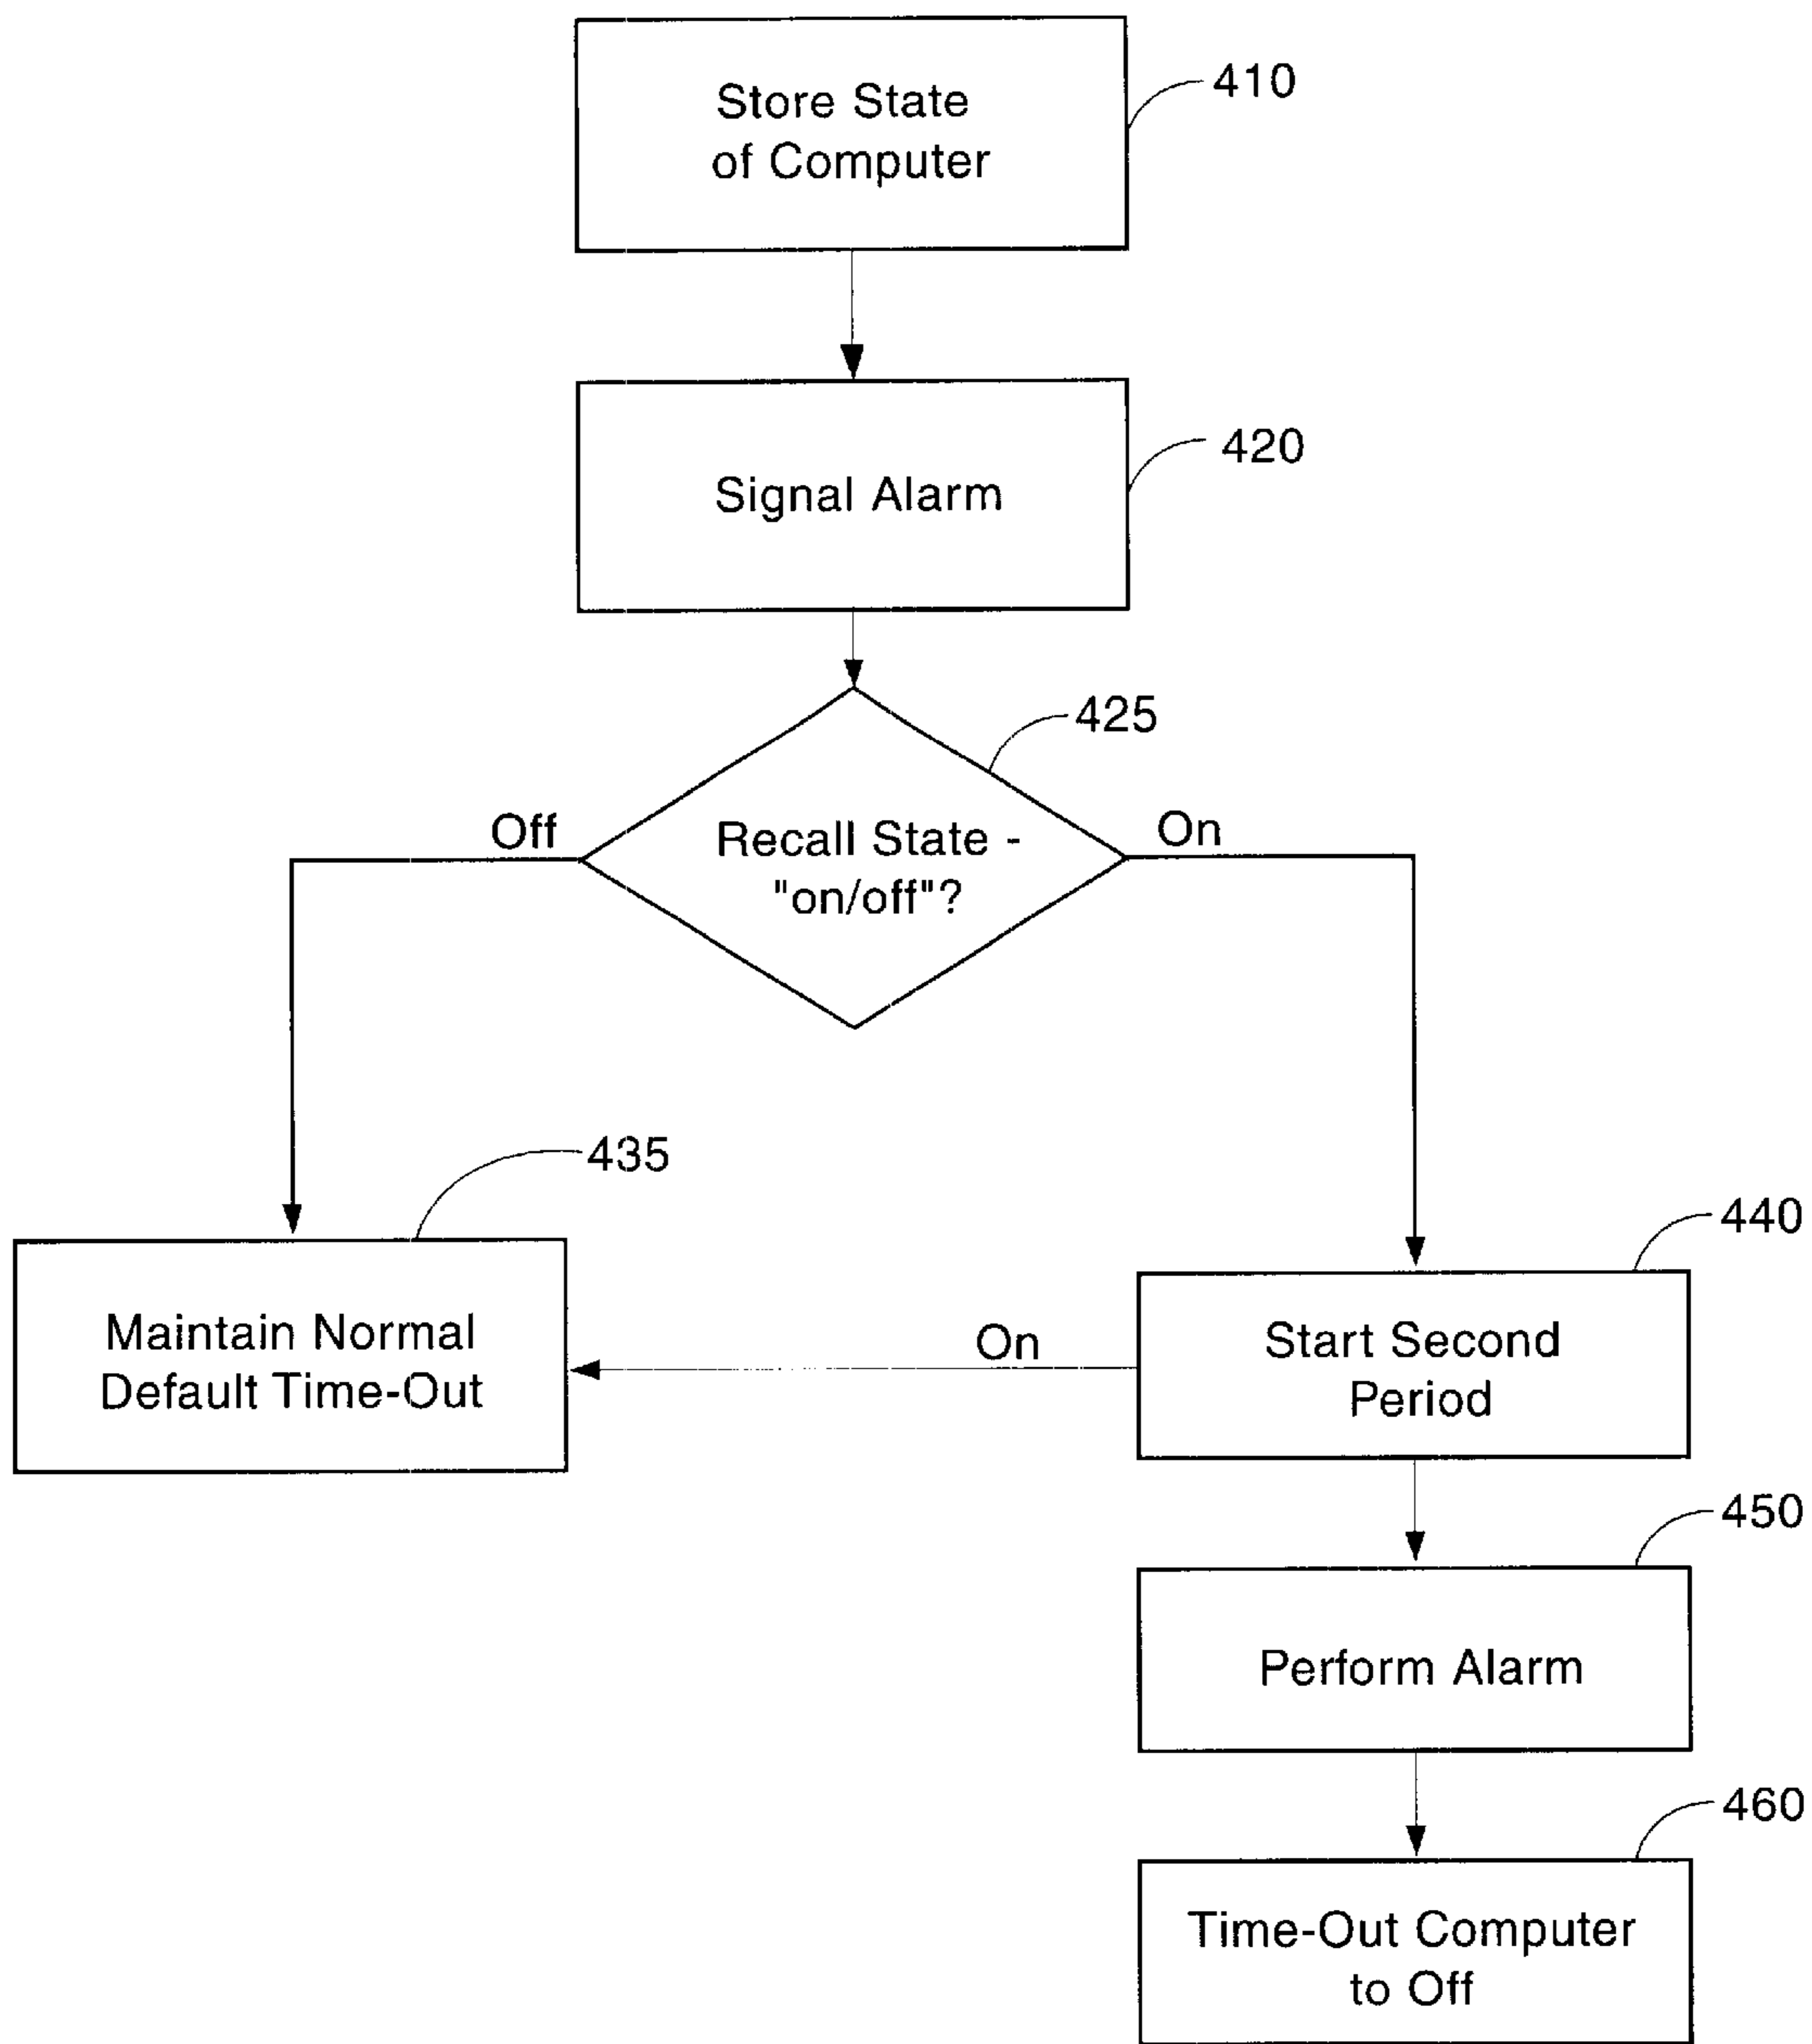 Store State
of Computer
410
Signal Alarm
420
425
Off
Recall State -
"on/off"?
On
435
Maintain Normal
Default Time-Out
On
440
Start Second
Period
450
Perform Alarm
460
Time-Out Computer
to Off